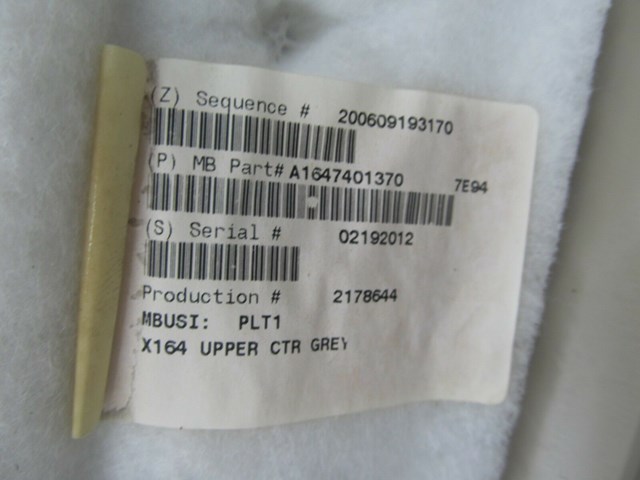 (Z) Sequence # 200609193170
(P) MB Part# A1647401370 7E94
(S) Serial # 02192012
Production # 2178644
MBUSI: PLT1
X164 UPPER CTR GREY